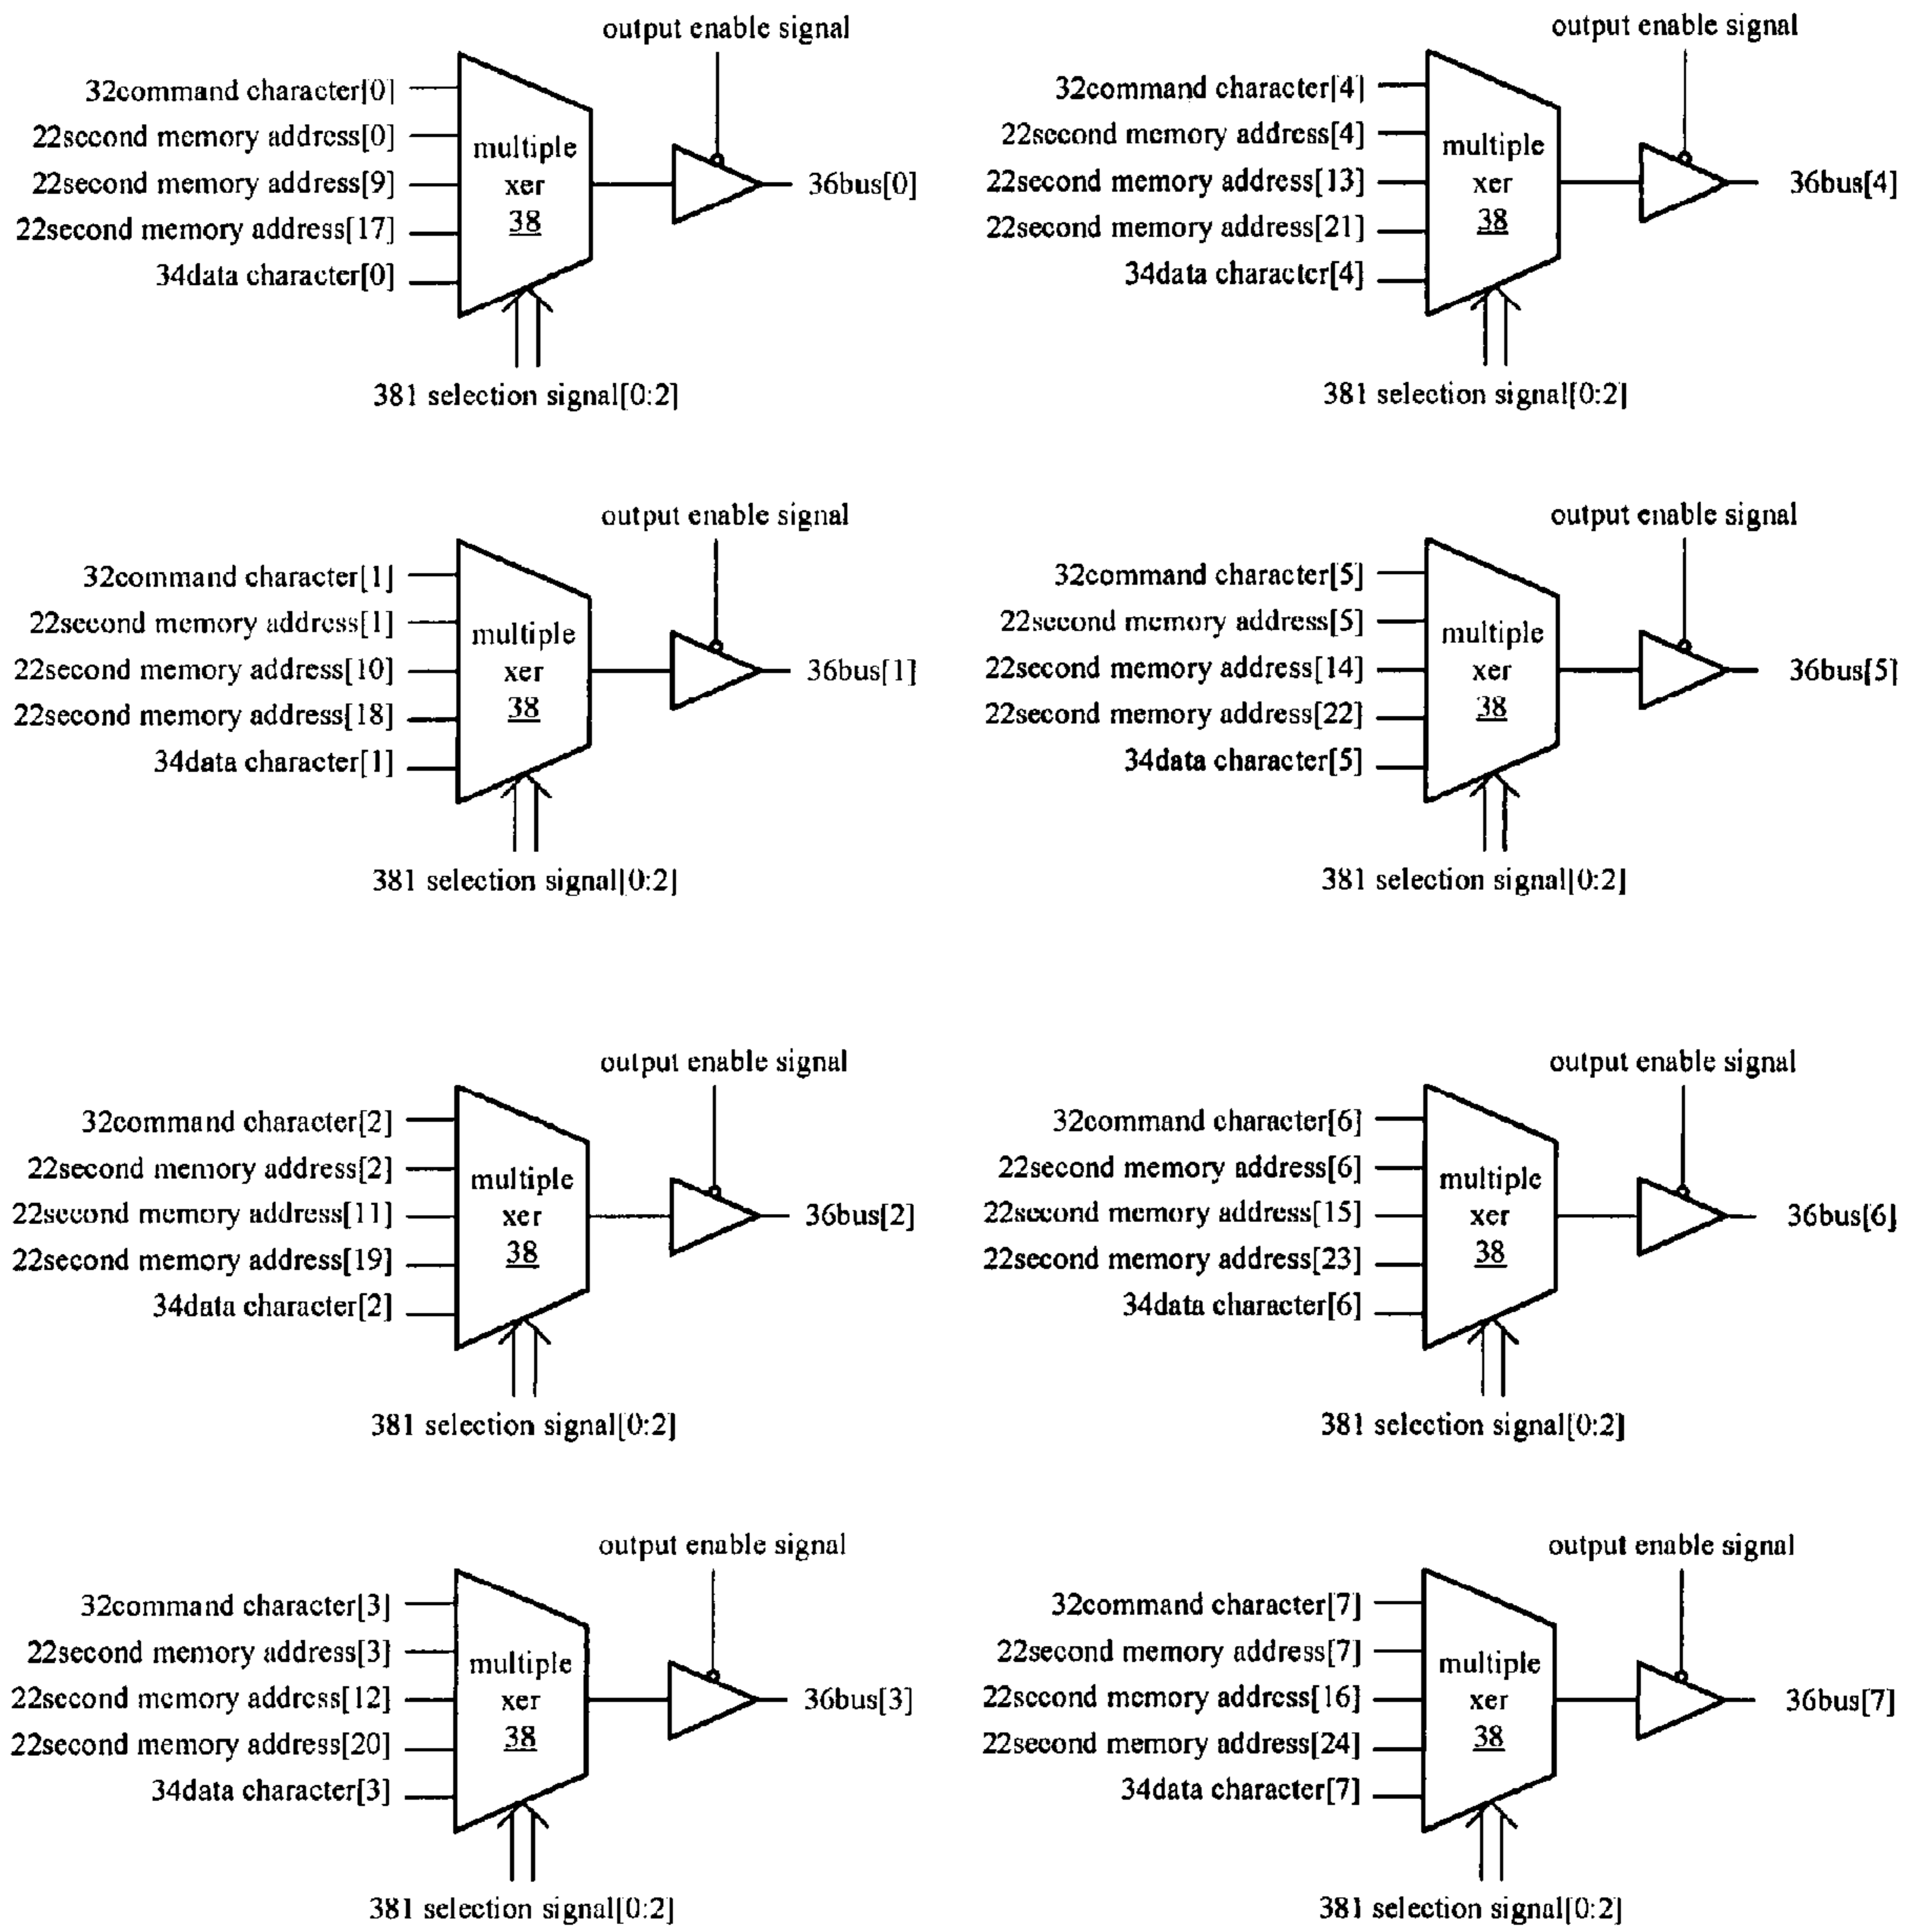 output enable signal
32command character[0]
22second memory address[0]
22second memory address[9]
22second memory address[17]
34data character[0]
multiple
xer
38
36bus[0]
381 selection signal[0:2]
output enable signal
32command character[4]
22second memory address[4]
22second memory address[13]
22second memory address[21]
34data character[4]
multiple
xer
38
36bus[4]
381 selection signal[0:2]
output enable signal
32command character[1]
22second memory address[1]
22second memory address[10]
22second memory address[18]
34data character[1]
multiple
xer
38
36bus[1]
381 selection signal[0:2]
output enable signal
32command character[5]
22second memory address[5]
22second memory address[14]
22second memory address[22]
34data character[5]
multiple
xer
38
36bus[5]
381 selection signal[0:2]
output enable signal
32command character[2]
22second memory address[2]
22second memory address[11]
22second memory address[19]
34data character[2]
multiple
xer
38
36bus[2]
381 selection signal[0:2]
output enable signal
32command character[6]
22second memory address[6]
22second memory address[15]
22second memory address[23]
34data character[6]
multiple
xer
38
36bus[6]
381 selection signal[0:2]
output enable signal
32command character[3]
22second memory address[3]
22second memory address[12]
22second memory address[20]
34data character[3]
multiple
xer
38
36bus[3]
381 selection signal[0:2]
output enable signal
32command character[7]
22second memory address[7]
22second memory address[16]
22second memory address[24]
34data character[7]
multiple
xer
38
36bus[7]
381 selection signal[0:2]